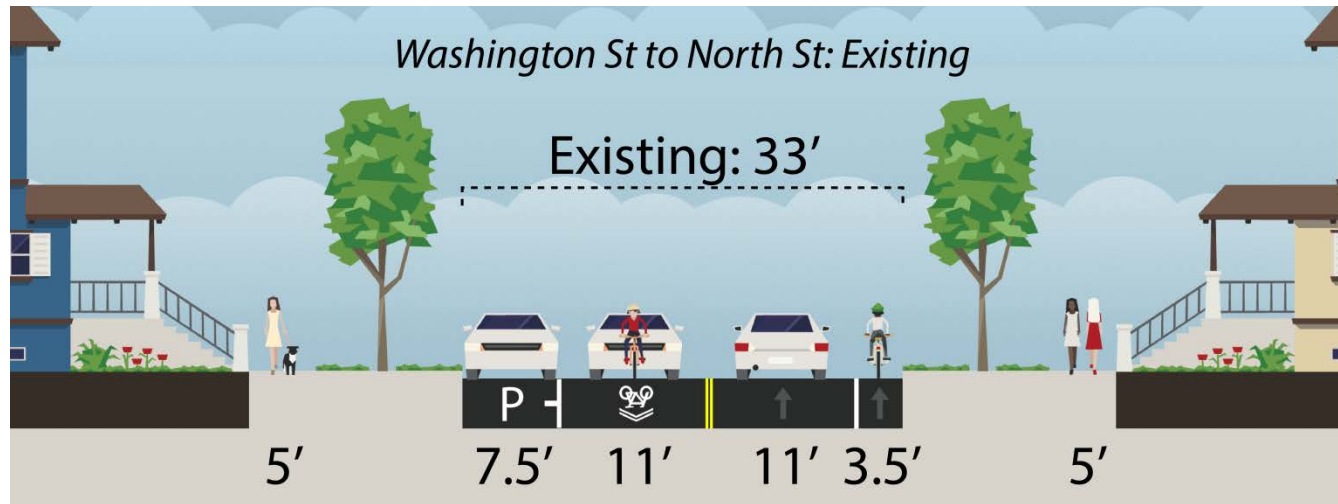 Washington St to North St: Existing
Existing: 33’
P
5’ 7.5’ 11’ 11’ 3.5’ 5’